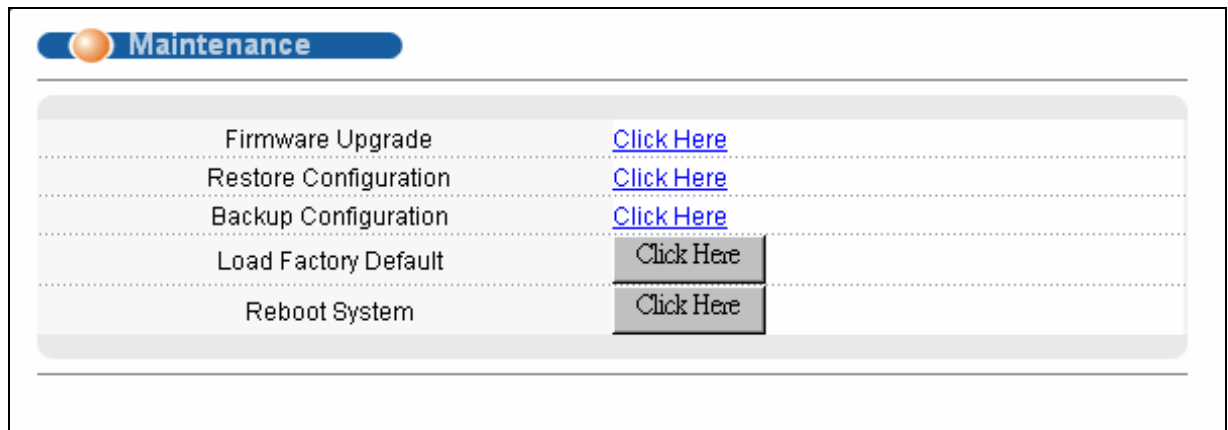 Maintenance
Firmware Upgrade Click Here
Restore Configuration Click Here
Backup Configuration Click Here
Load Factory Default Click Here
Reboot System Click Here